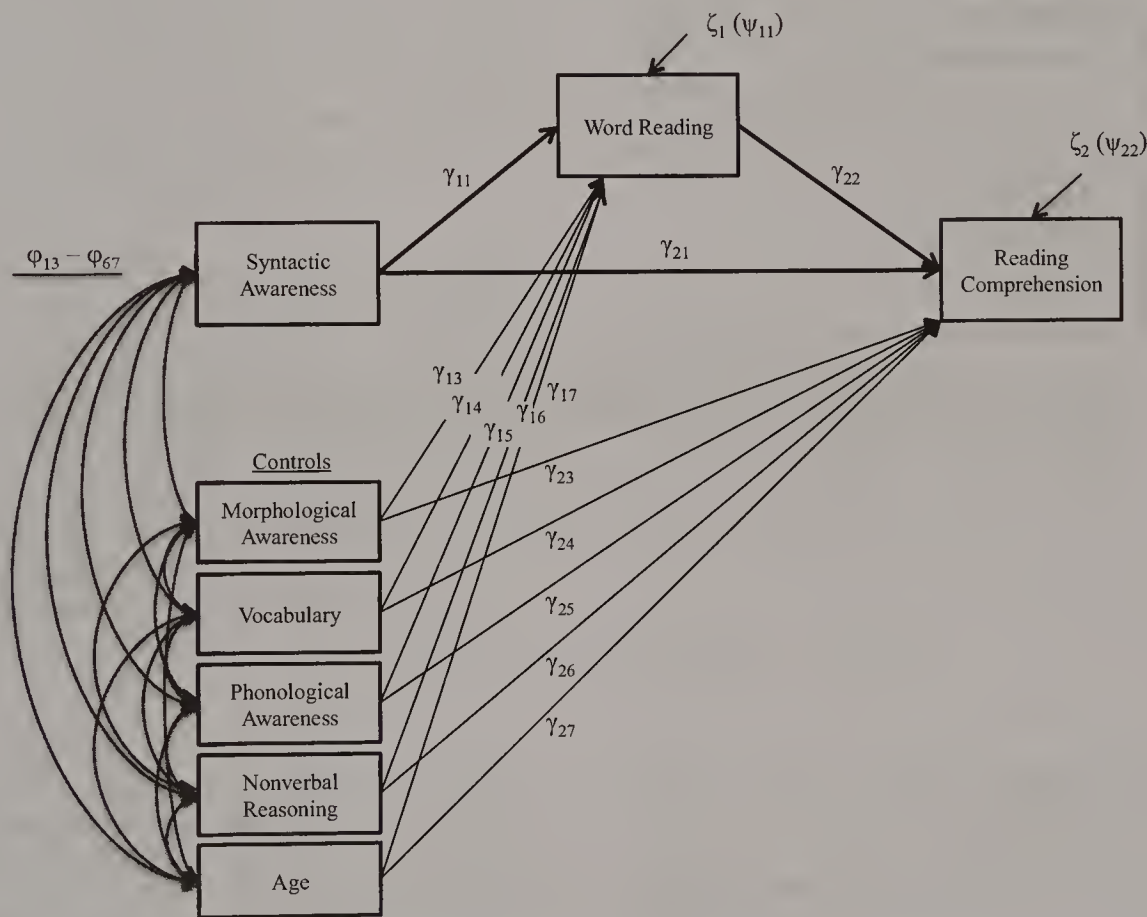 ζ₁ (ψ₁₁)
Word Reading
ζ₂ (ψ₂₂)
γ₁₁
γ₂₂
φ₁₃ – φ₆₇
Syntactic
Awareness
γ₂₁
Reading
Comprehension
γ₁₃
γ₁₇
γ₁₄
γ₁₆
γ₁₅
Controls
γ₂₃
Morphological
Awareness
γ₂₄
Vocabulary
γ₂₅
Phonological
Awareness
γ₂₆
γ₂₇
Nonverbal
Reasoning
Age